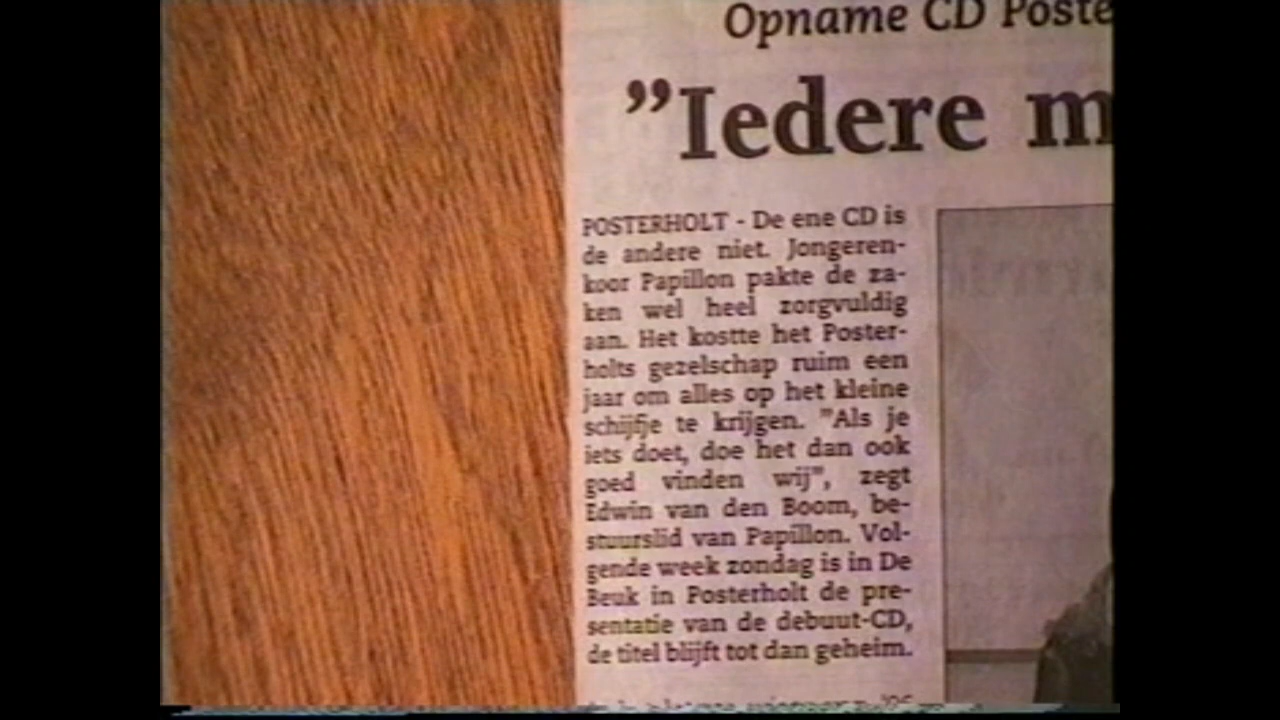 Opname CD Poste
”Iedere m
POSTERHOLT - De ene CD is
de andere niet. Jongeren-
koor Papillon pakte de za-
ken wel heel zorgvuldig
aan. Het kostte het Poster-
holts gezelschap ruim een
jaar om alles op het kleine
schijfje te krijgen. ”Als je
iets doet, doe het dan ook
goed vinden wij”, zegt
Edwin van den Boom, be-
stuurslid van Papillon. Vol-
gende week zondag is in De
Beuk in Posterholt de pre-
sentatie van de debuut-CD,
de titel blijft tot dan geheim.